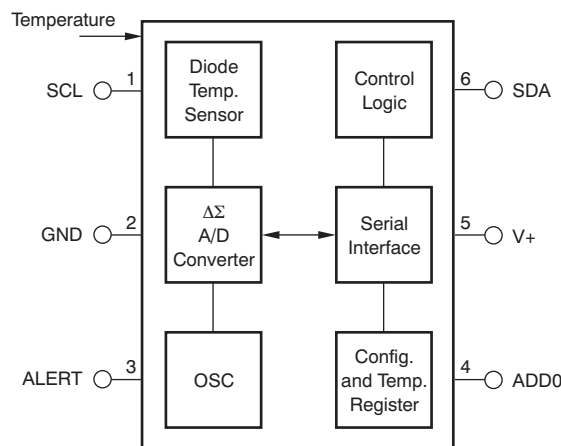 Temperature
SCL
1
Diode
Temp.
Sensor
Control
Logic
6
SDA
GND
2
ΔΣ
A/D
Converter
Serial
Interface
5
V+
ALERT
3
OSC
Config.
and Temp.
Register
4
ADD0